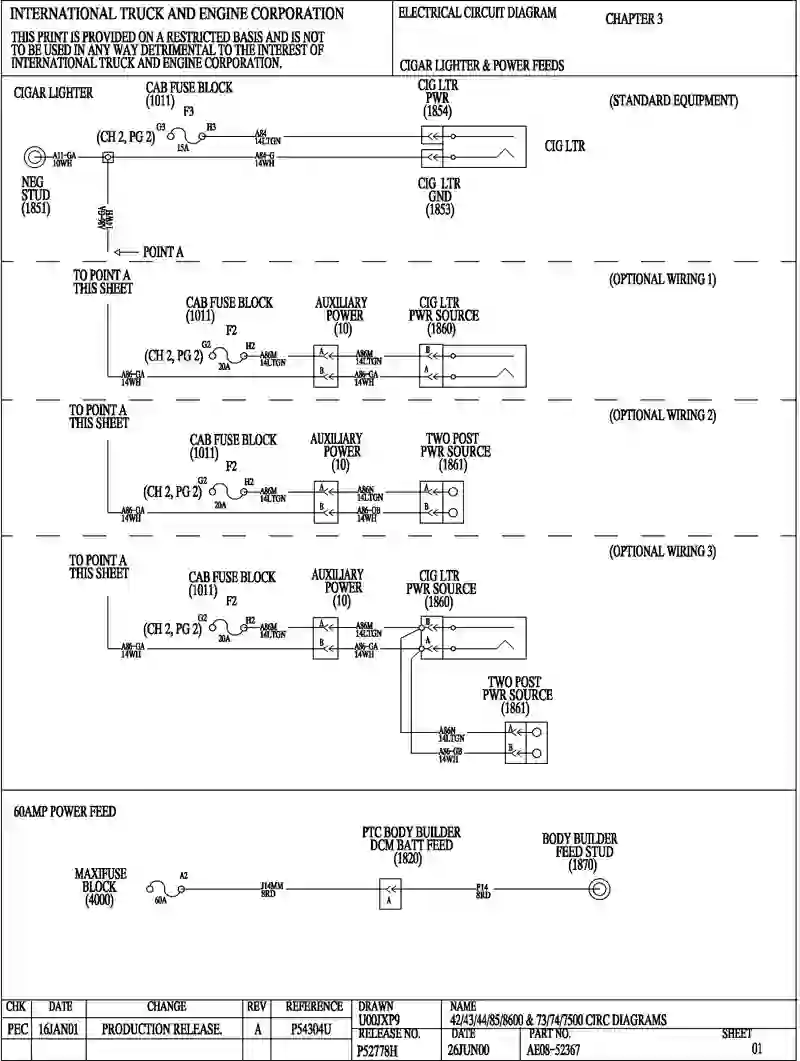 INTERNATIONAL TRUCK AND ENGINE CORPORATION
THIS PRINT IS PROVIDED ON A RESTRICTED BASIS AND IS NOT
TO BE USED IN ANY WAY DETRIMENTAL TO THE INTEREST OF
INTERNATIONAL TRUCK AND ENGINE CORPORATION.
ELECTRICAL CIRCUIT DIAGRAM
CHAPTER 3
CIGAR LIGHTER & POWER FEEDS
CIGAR LIGHTER
CAB FUSE BLOCK
(1011)
F3
G3
H3
(CH 2, PG 2)
15A
A84
14LTGN
CIG LTR
PWR
(1854)
(STANDARD EQUIPMENT)
CIG LTR
A11-GA
10WH
A84-G
14WH
NEG
STUD
(1851)
CIG LTR
GND
(1853)
A86-GA
14WH
POINT A
TO POINT A
THIS SHEET
(OPTIONAL WIRING 1)
CAB FUSE BLOCK
(1011)
F2
AUXILIARY
POWER
(10)
CIG LTR
PWR SOURCE
(1860)
(CH 2, PG 2)
G2
H2
20A
A86M
14LTGN
A
B
A86M
14LTGN
B
A
A86-GA
14WH
A86-GA
14WH
TO POINT A
THIS SHEET
(OPTIONAL WIRING 2)
CAB FUSE BLOCK
(1011)
F2
AUXILIARY
POWER
(10)
TWO POST
PWR SOURCE
(1861)
(CH 2, PG 2)
G2
H2
20A
A86M
14LTGN
A
B
A86N
14LTGN
A
B
A86-GA
14WH
A86-GB
14WH
TO POINT A
THIS SHEET
(OPTIONAL WIRING 3)
CAB FUSE BLOCK
(1011)
F2
AUXILIARY
POWER
(10)
CIG LTR
PWR SOURCE
(1860)
(CH 2, PG 2)
G2
H2
20A
A86M
14LTGN
A
B
A86M
14LTGN
B
A
A86-GA
14WH
A86-GA
14WH
TWO POST
PWR SOURCE
(1861)
A86N
14LTGN
A
A86-GB
14WH
B
60AMP POWER FEED
PTC BODY BUILDER
DCM BATT FEED
(1820)
BODY BUILDER
FEED STUD
(1870)
MAXIFUSE
BLOCK
(4000)
A2
60A
J14MM
8RD
A
F14
8RD
CHK DATE CHANGE REV REFERENCE
PEC 16JAN01 PRODUCTION RELEASE. A P54304U
DRAWN
U00JXP9
NAME
42/43/44/85/8600 & 73/74/7500 CIRC DIAGRAMS
RELEASE NO. DATE PART NO. SHEET
P52778H 26JUN00 AE08-52367 01